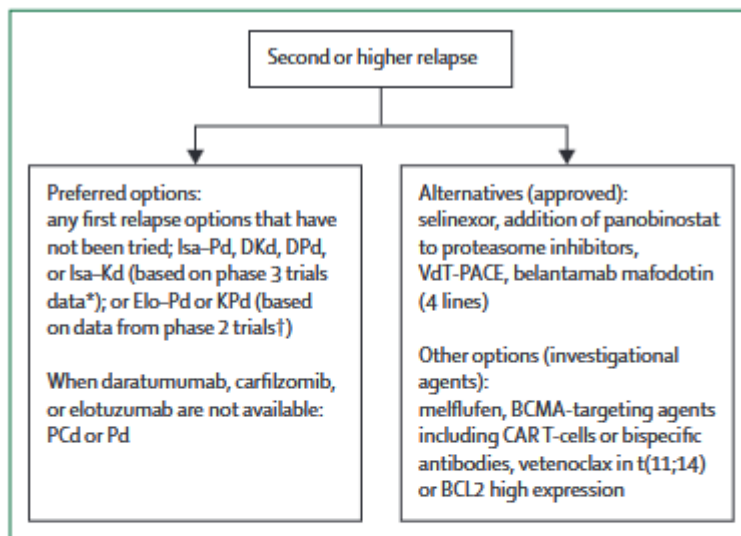 Second or higher relapse
Preferred options:
any first relapse options that have
not been tried; Isa–Pd, DKd, DPd,
or Isa–Kd (based on phase 3 trials
data*); or Elo–Pd or KPd (based
on data from phase 2 trials†)
When daratumumab, carfilzomib,
or elotuzumab are not available:
PCd or Pd
Alternatives (approved):
selinexor, addition of panobinostat
to proteasome inhibitors,
VdT-PACE, belantamab mafodotin
(4 lines)
Other options (investigational
agents):
melflufen, BCMA-targeting agents
including CAR T-cells or bispecific
antibodies, vetenoclax in t(11;14)
or BCL2 high expression